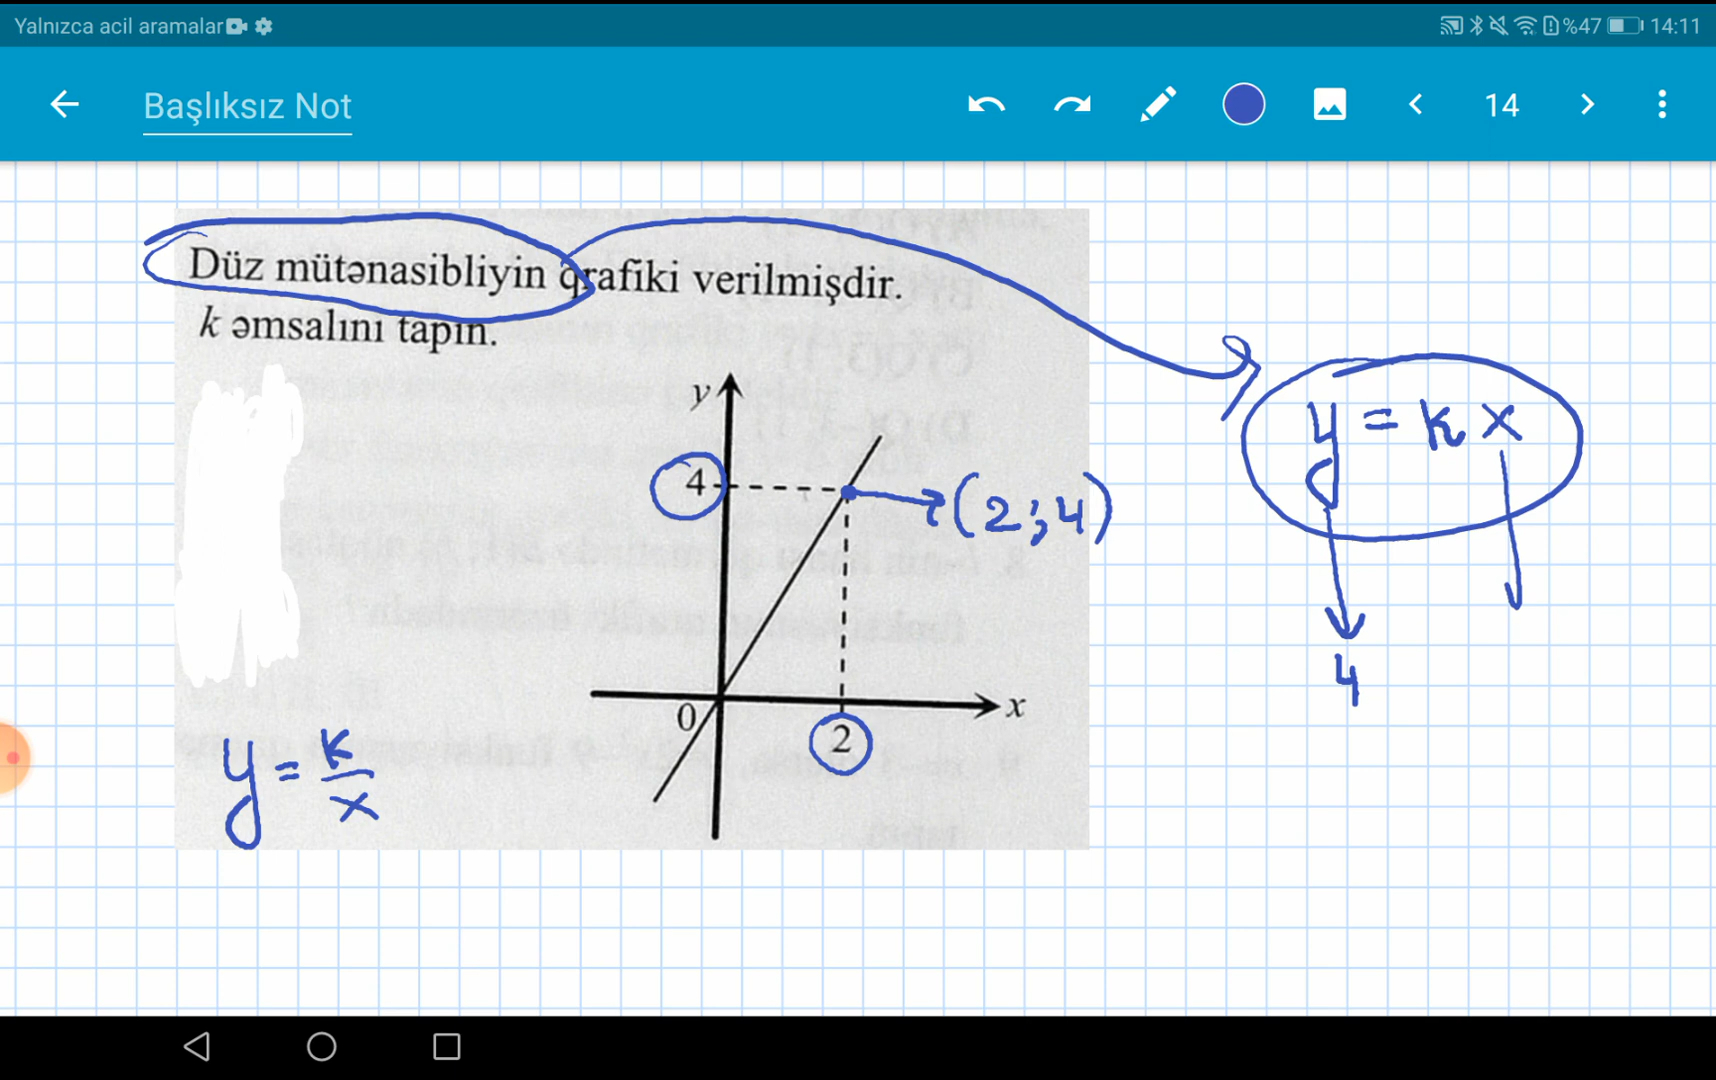 Yalnızca acil aramalar %47 14:11
Başlıksız Not 14
Düz mütənasibliyin qrafiki verilmişdir.
k əmsalını tapın.
y
4
(2;4)
0
2
x
y = k/x
y = kx
4